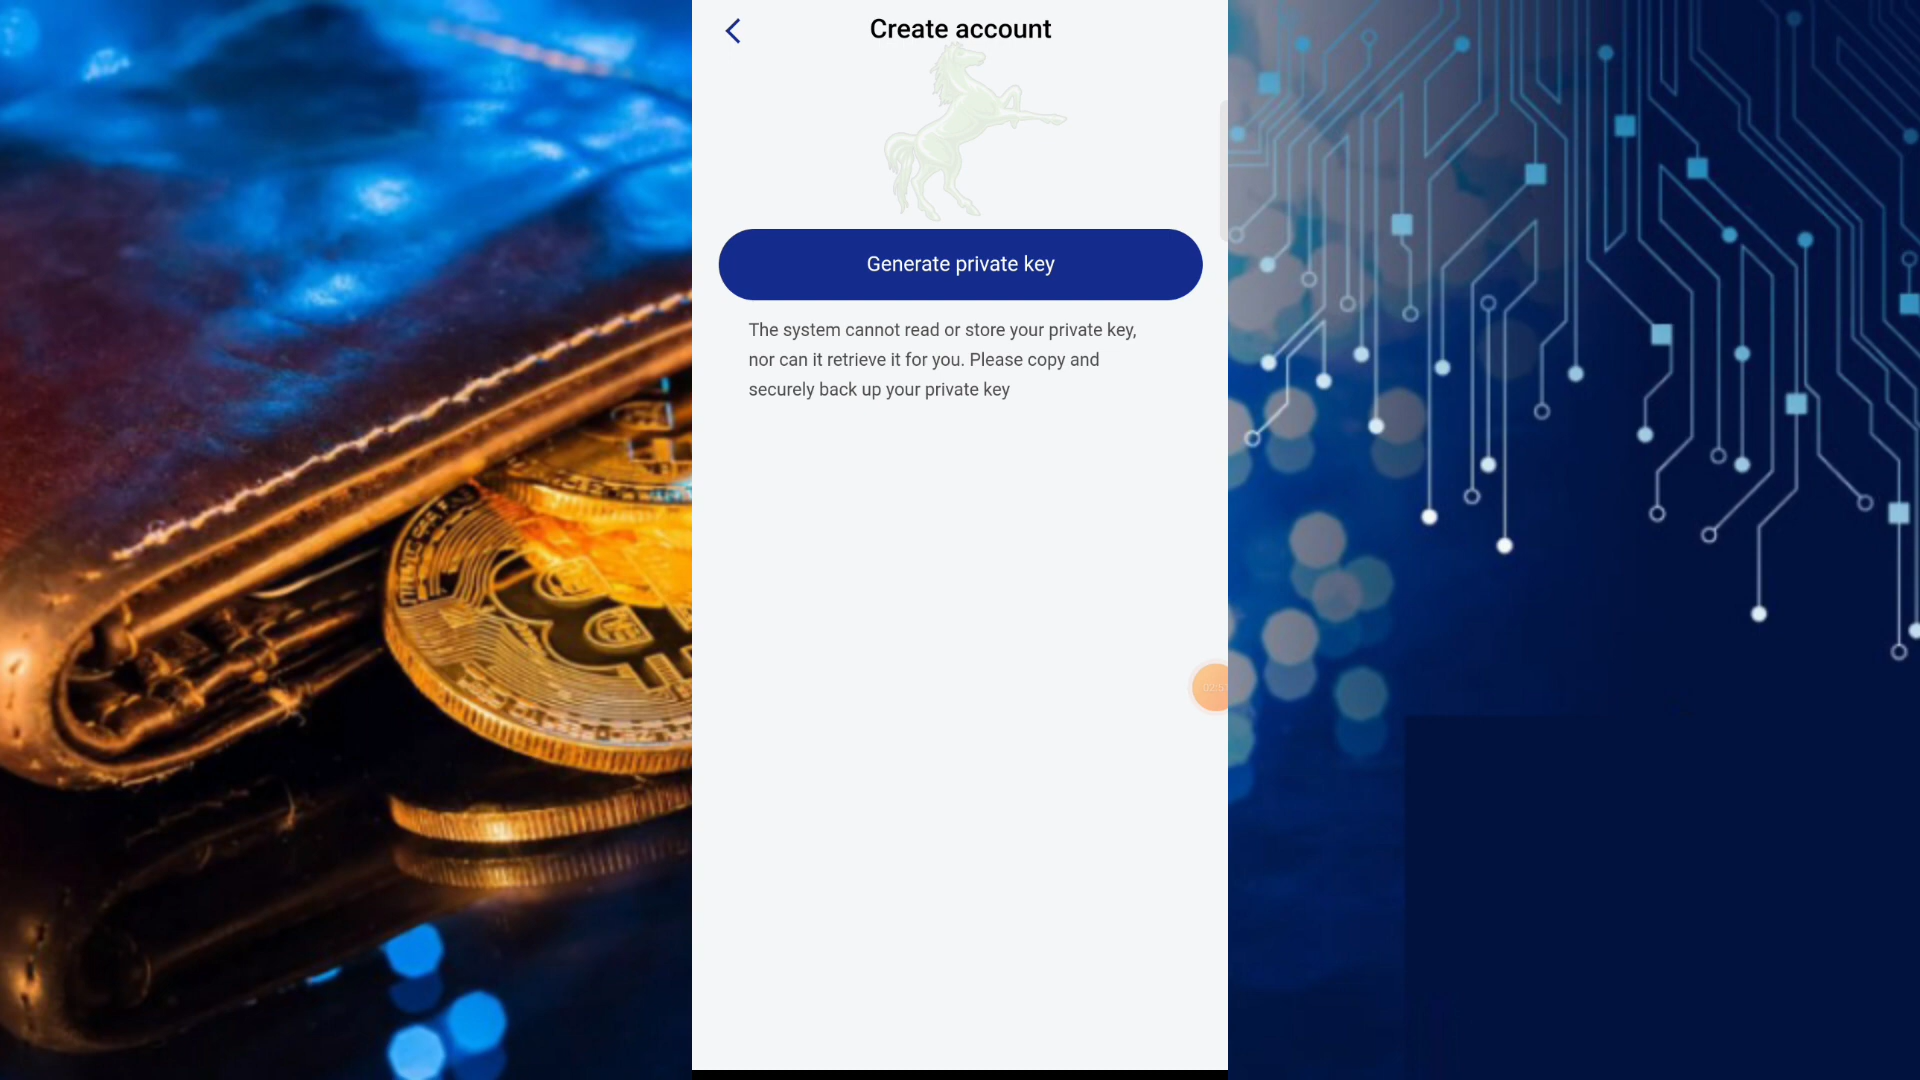 Create account
Generate private key
The system cannot read or store your private key,
nor can it retrieve it for you. Please copy and
securely back up your private key